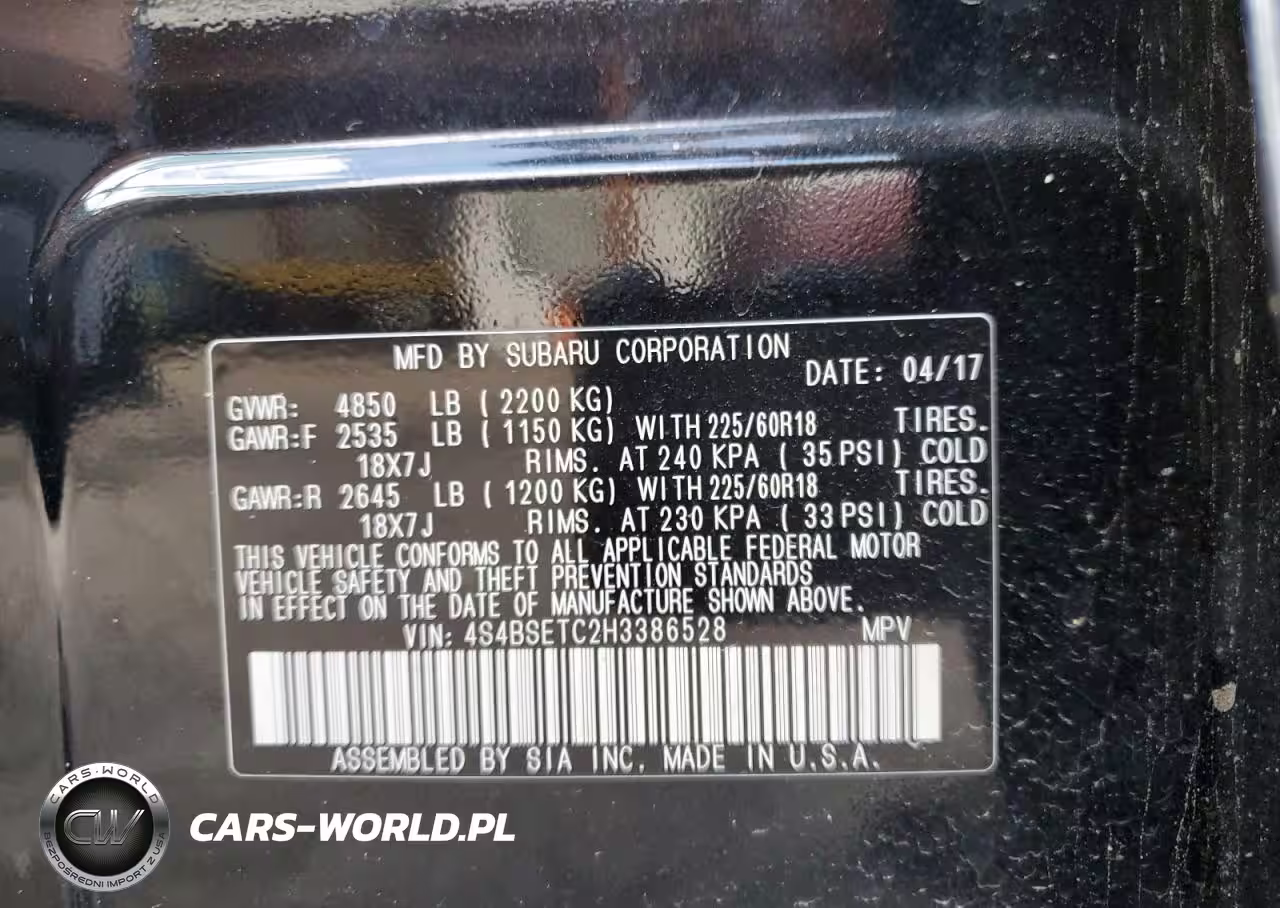 MFD BY SUBARU CORPORATION
DATE: 04/17
GVWR: 4850 LB (2200 KG)
GAWR:F 2535 LB (1150 KG) WITH 225/60R18 TIRES.
18X7J RIMS. AT 240 KPA (35 PSI) COLD
GAWR:R 2645 LB (1200 KG) WITH 225/60R18 TIRES.
18X7J RIMS. AT 230 KPA (33 PSI) COLD
THIS VEHICLE CONFORMS TO ALL APPLICABLE FEDERAL MOTOR
VEHICLE SAFETY AND THEFT PREVENTION STANDARDS
IN EFFECT ON THE DATE OF MANUFACTURE SHOWN ABOVE.
VIN: 4S4BSETC2H3386528 MPV
ASSEMBLED BY SIA INC. MADE IN U.S.A.
CARS-WORLD
CW
BEZPOŚREDNI IMPORT Z USA
CARS-WORLD.PL